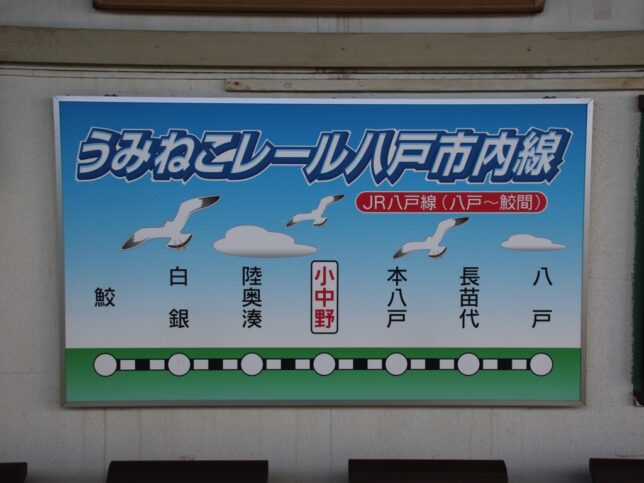 うみねこレール八戸市内線
JR八戸線(八戸〜鮫間)
鮫
白銀
陸奥湊
小中野
本八戸
長苗代
八戸